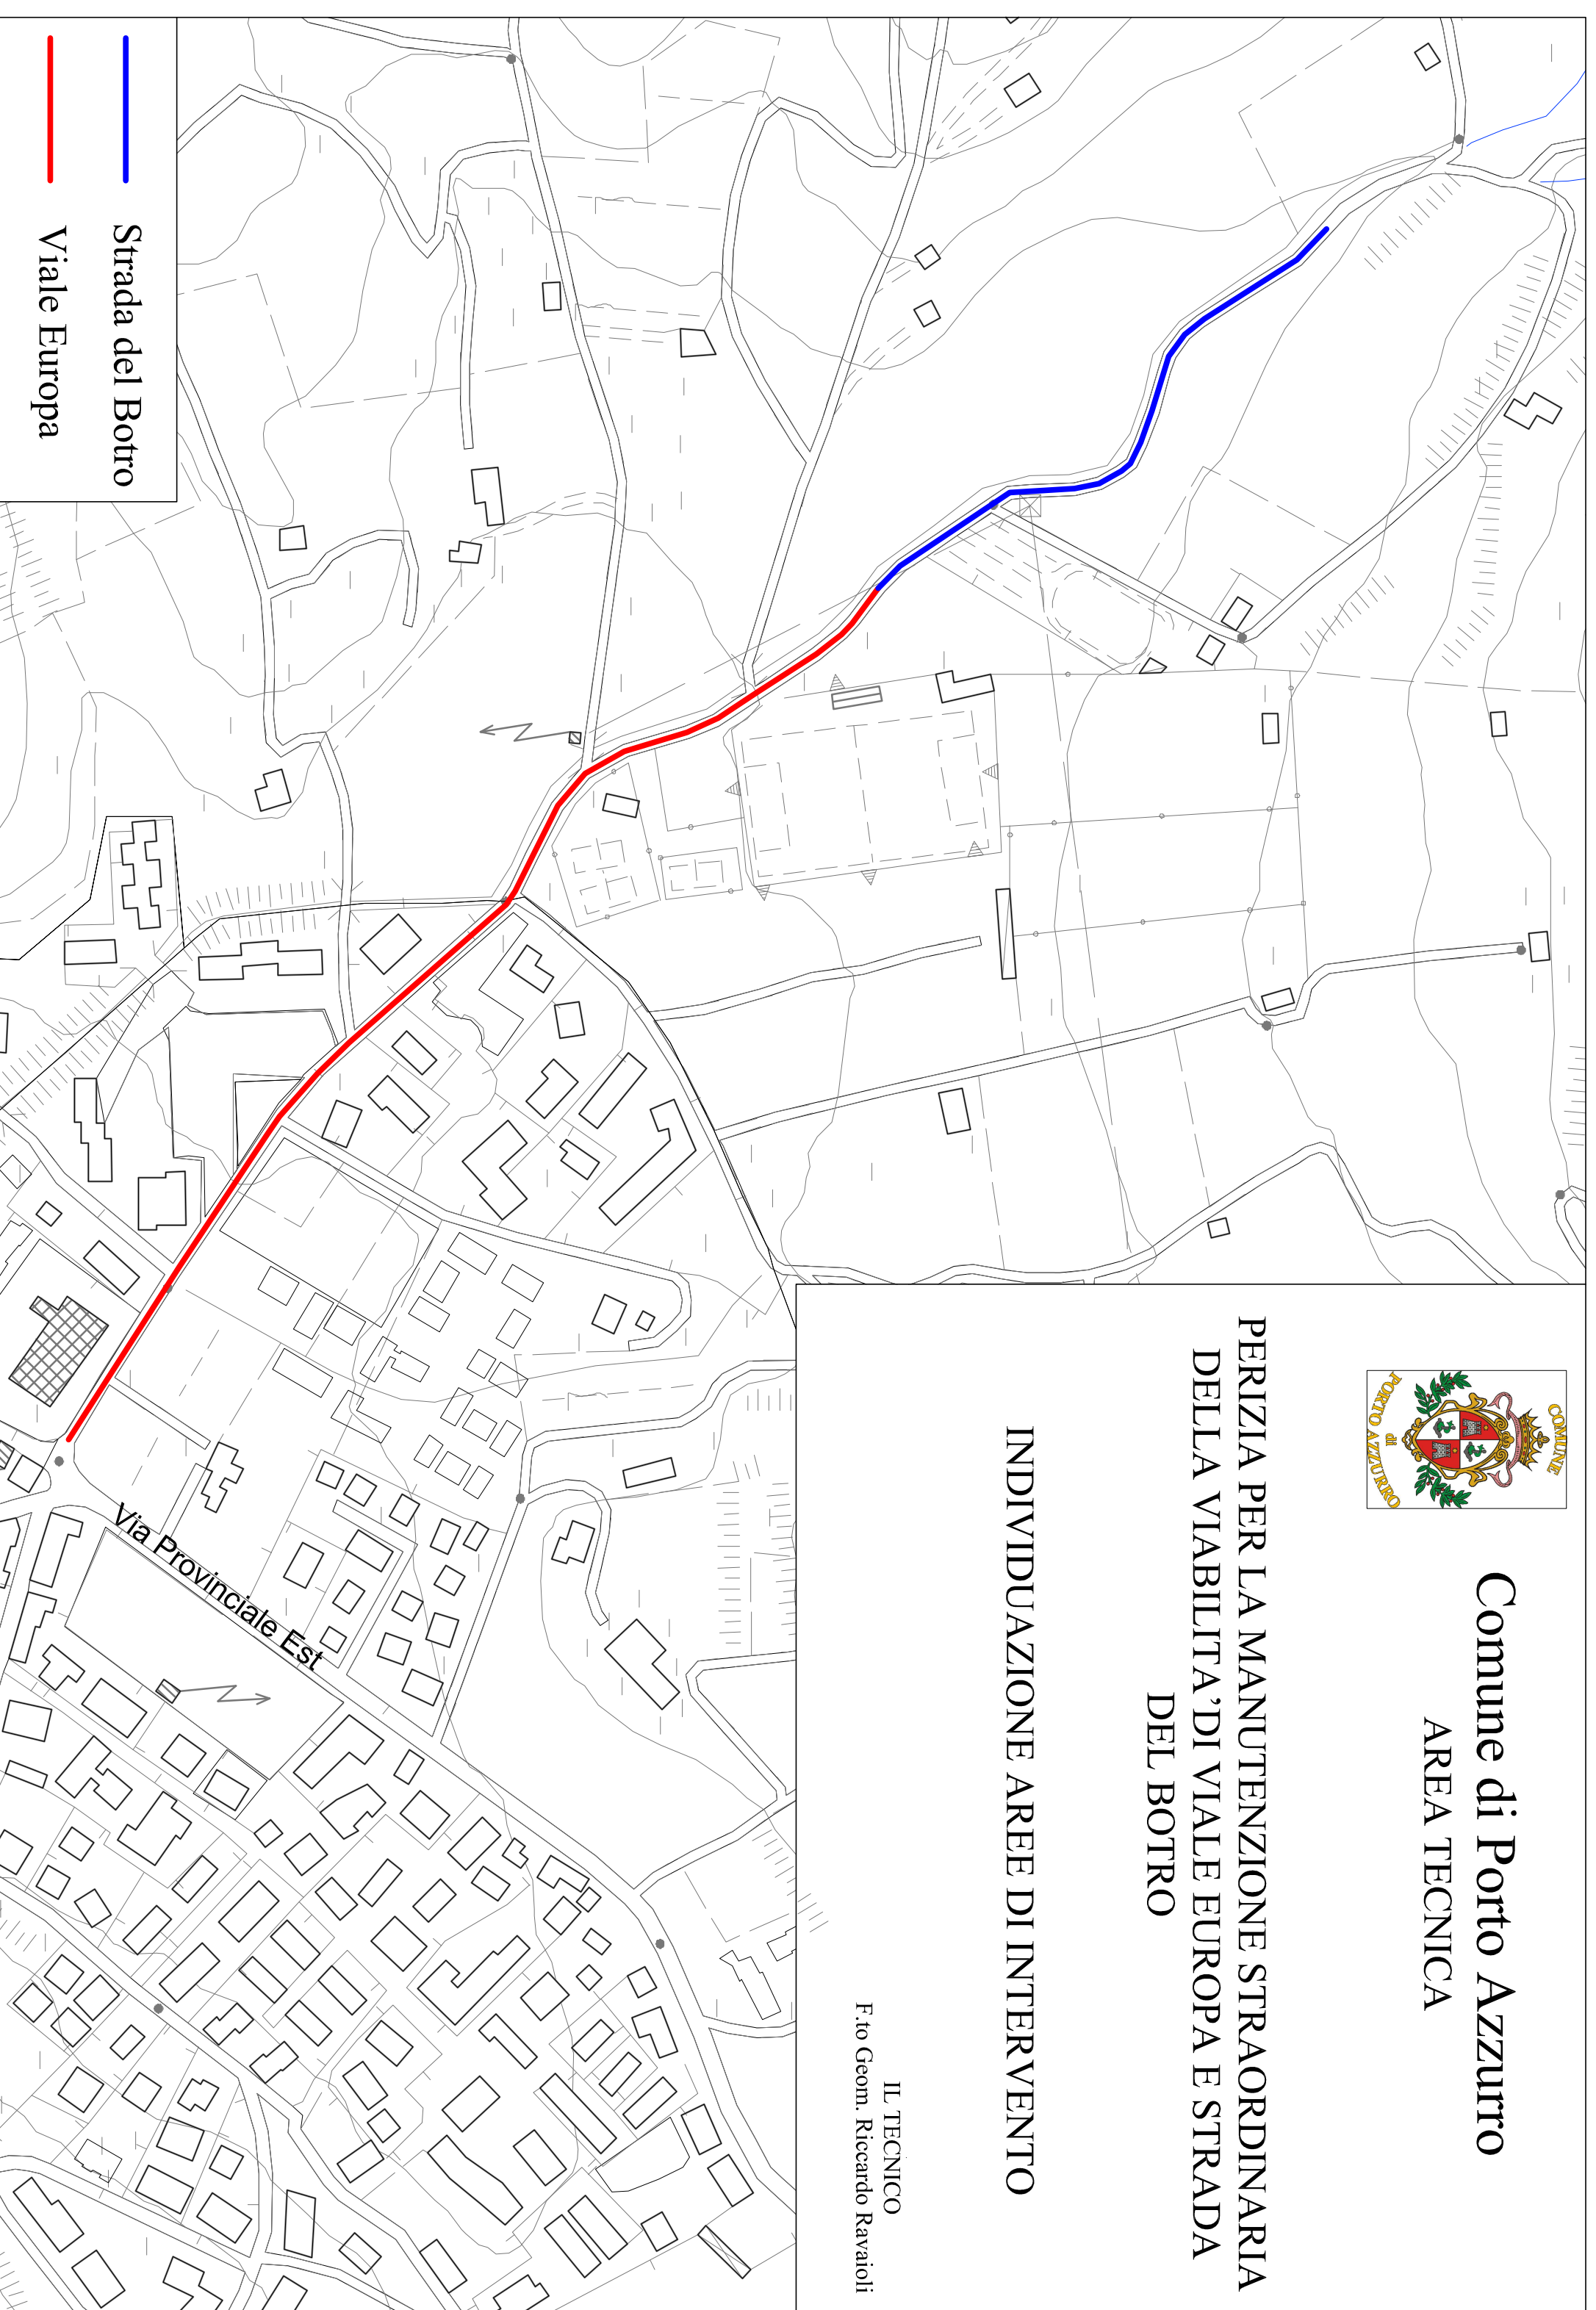 COMUNE
di
PORTO AZZURRO
Comune di Porto Azzurro
AREA TECNICA
PERIZIA PER LA MANUTENZIONE STRAORDINARIA
DELLA VIABILITA'DI VIALE EUROPA E STRADA
DEL BOTRO
INDIVIDUAZIONE AREE DI INTERVENTO
IL TECNICO
F.to Geom. Riccardo Ravaioli
Via Provinciale Est
Strada del Botro
Viale Europa